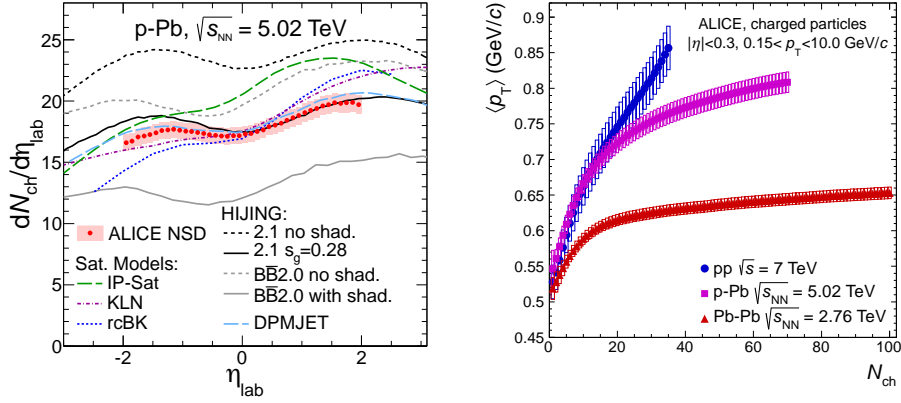 p-Pb, √s_NN = 5.02 TeV
dN_ch/dη_lab
25
20
15
10
5
0
-2
0
2
η_lab
ALICE NSD
Sat. Models:
IP-Sat
KLN
rcBK
HIJING:
2.1 no shad.
2.1 s_g=0.28
BB̅2.0 no shad.
BB̅2.0 with shad.
DPMJET
ALICE, charged particles
|η|<0.3, 0.15< p_T<10.0 GeV/c
⟨p_T⟩ (GeV/c)
0.9
0.85
0.8
0.75
0.7
0.65
0.6
0.55
0.5
0.45
pp √s = 7 TeV
p-Pb √s_NN = 5.02 TeV
Pb-Pb √s_NN = 2.76 TeV
0
20
40
60
80
100
N_ch